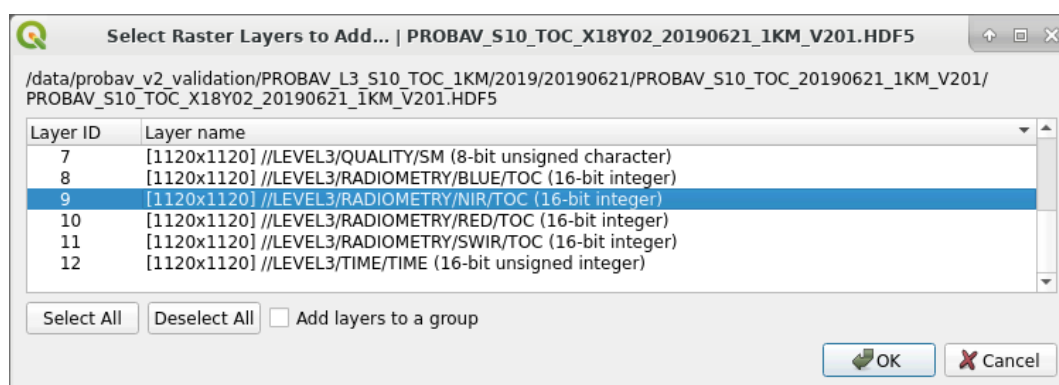 Select Raster Layers to Add... | PROBAV_S10_TOC_X18Y02_20190621_1KM_V201.HDF5
/data/probav_v2_validation/PROBAV_L3_S10_TOC_1KM/2019/20190621/PROBAV_S10_TOC_20190621_1KM_V201/
PROBAV_S10_TOC_X18Y02_20190621_1KM_V201.HDF5
Layer ID Layer name
7 [1120x1120] //LEVEL3/QUALITY/SM (8-bit unsigned character)
8 [1120x1120] //LEVEL3/RADIOMETRY/BLUE/TOC (16-bit integer)
9 [1120x1120] //LEVEL3/RADIOMETRY/NIR/TOC (16-bit integer)
10 [1120x1120] //LEVEL3/RADIOMETRY/RED/TOC (16-bit integer)
11 [1120x1120] //LEVEL3/RADIOMETRY/SWIR/TOC (16-bit integer)
12 [1120x1120] //LEVEL3/TIME/TIME (16-bit unsigned integer)
Select All Deselect All Add layers to a group
OK Cancel